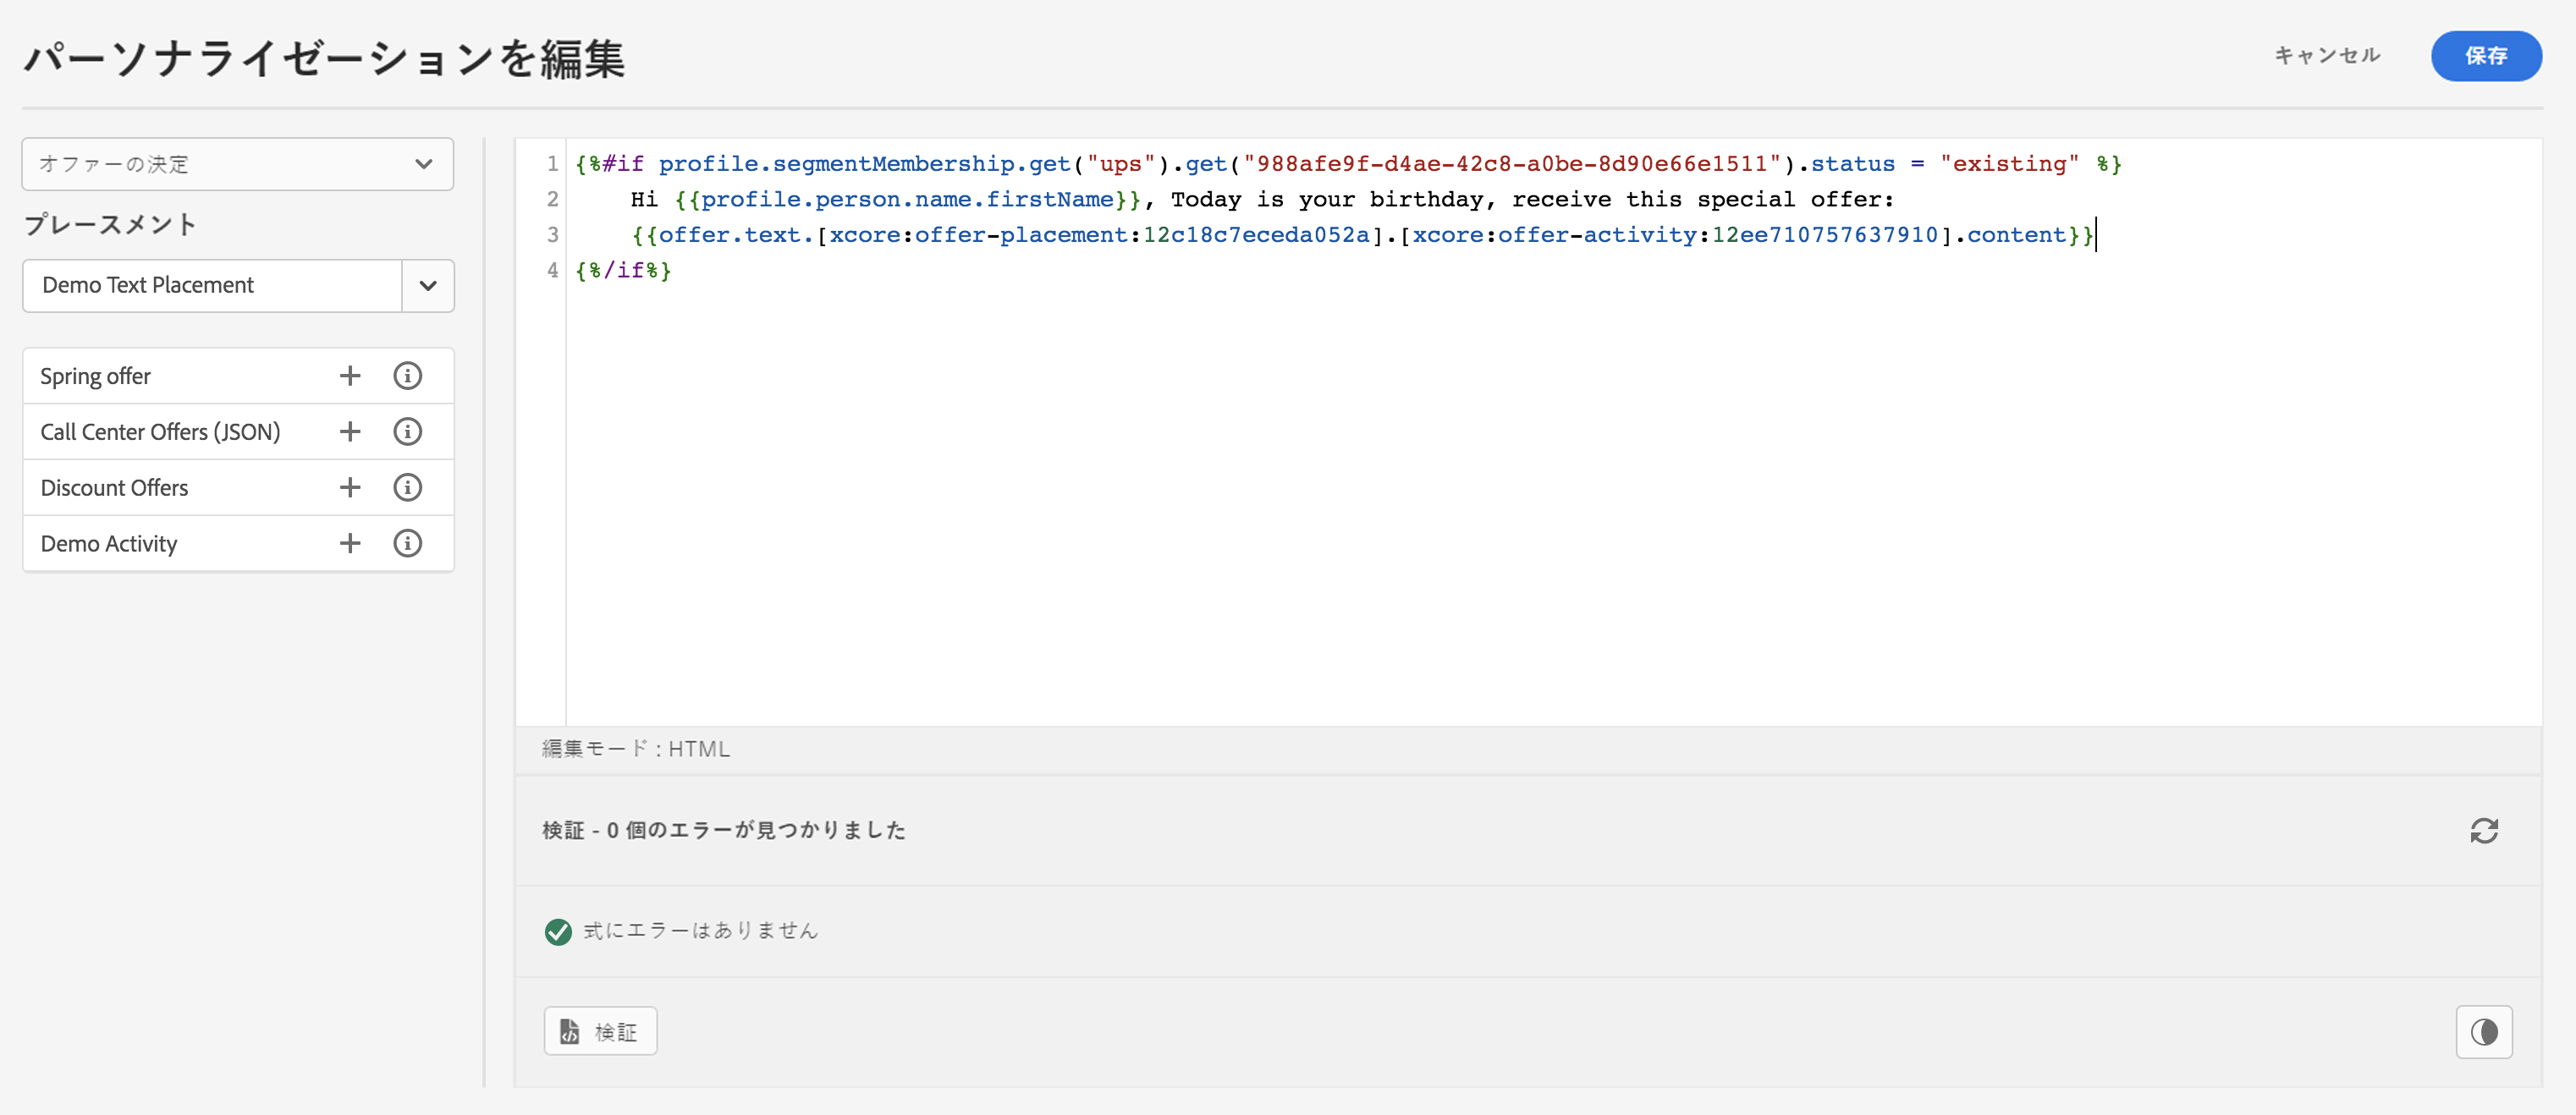 パーソナライゼーションを編集
キャンセル
保存
オファーの決定
プレースメント
Demo Text Placement
Spring offer
Call Center Offers (JSON)
Discount Offers
Demo Activity
1 {%#if profile.segmentMembership.get("ups").get("988afe9f-d4ae-42c8-a0be-8d90e66e1511").status = "existing" %}
2 Hi {{profile.person.name.firstName}}, Today is your birthday, receive this special offer:
3 {{offer.text.[xcore:offer-placement:12c18c7eceda052a].[xcore:offer-activity:12ee710757637910].content}}
4 {%/if%}
編集モード : HTML
検証 - 0 個のエラーが見つかりました
式にエラーはありません
検証